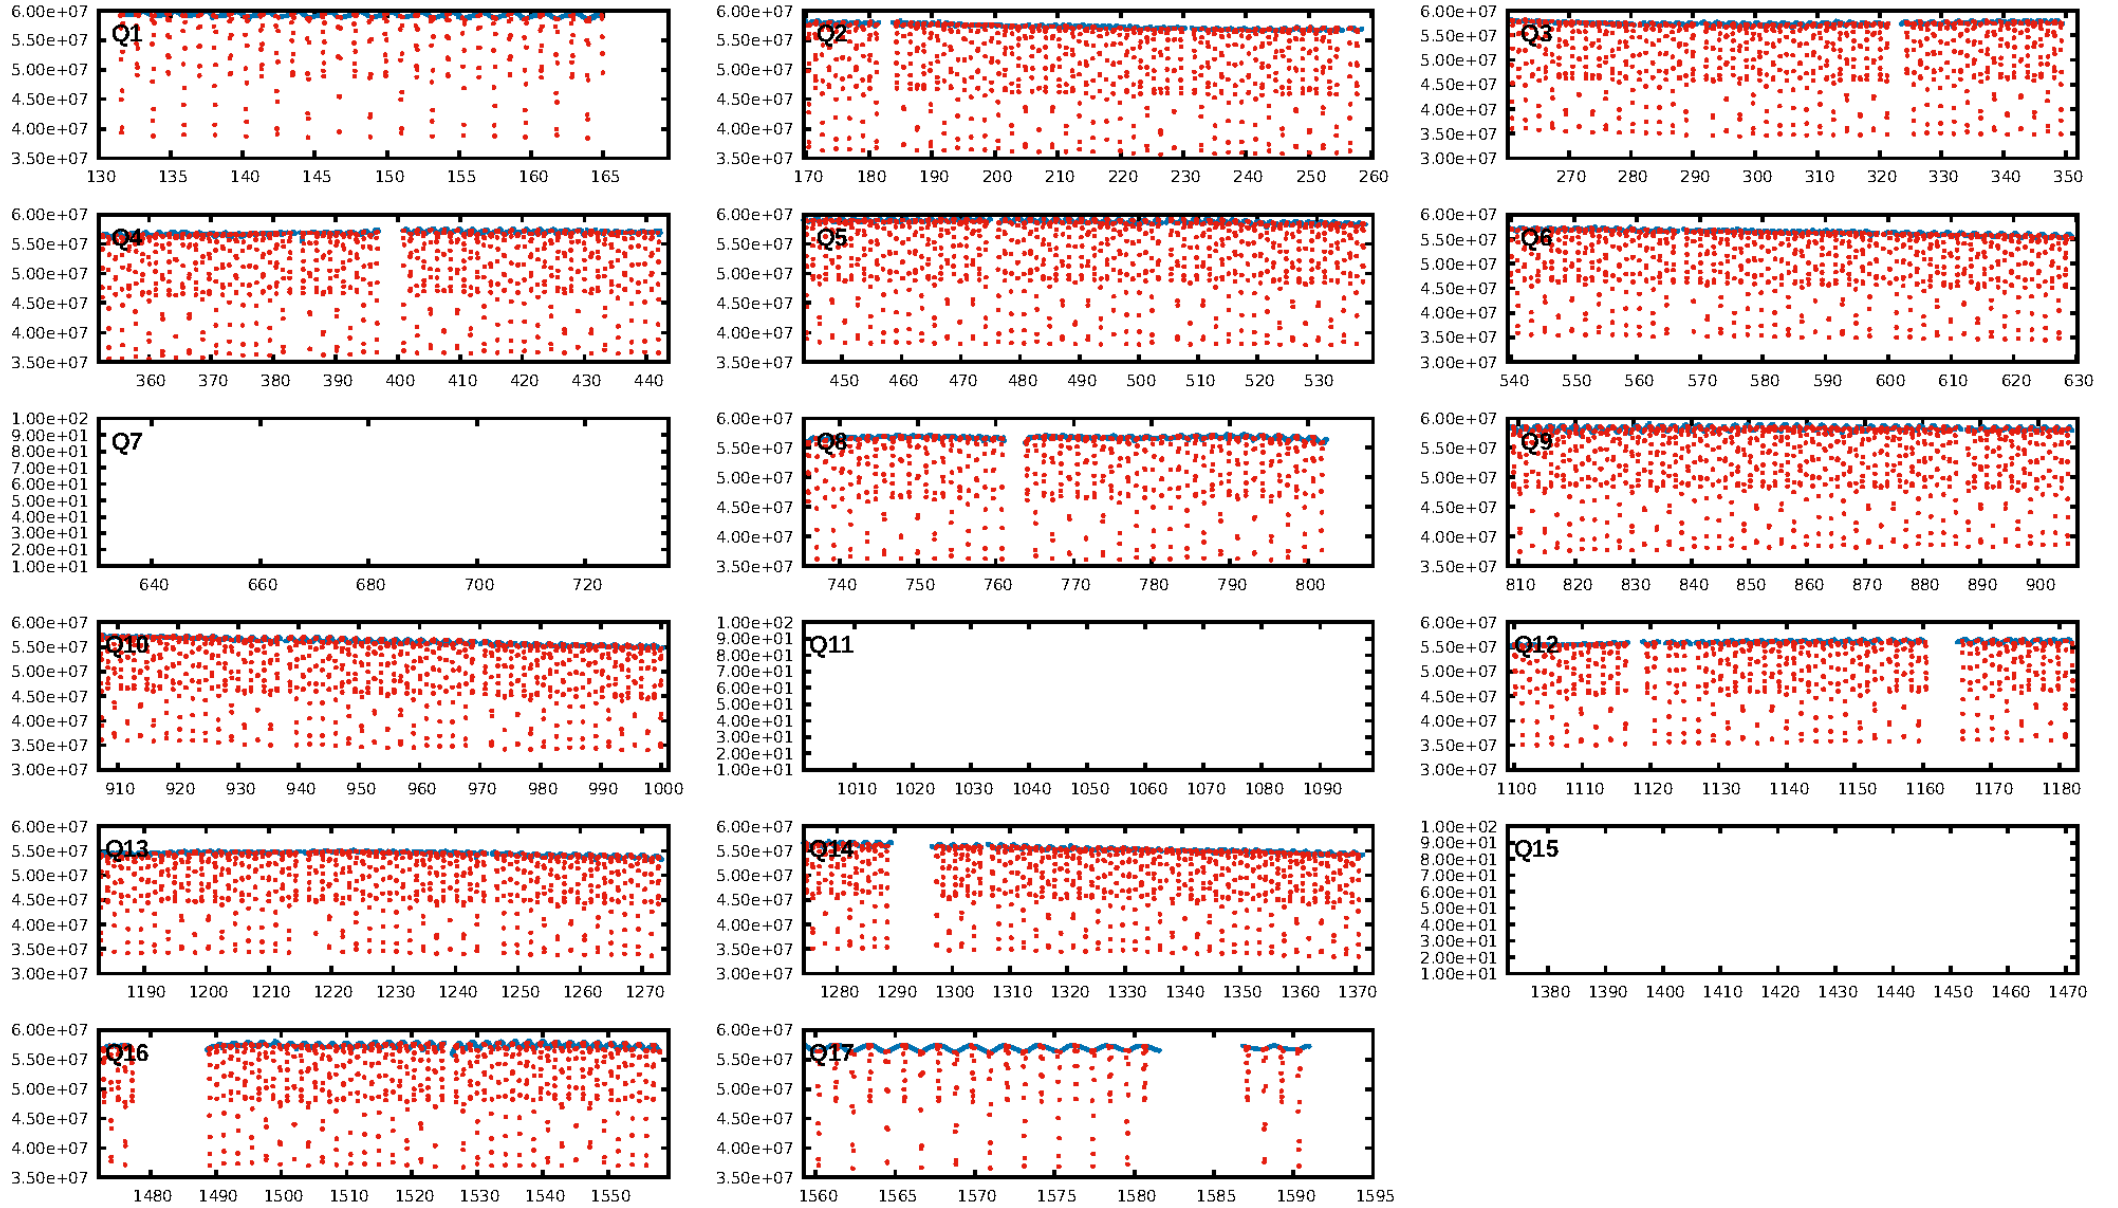 6.00e+07 5.50e+07 5.00e+07 4.50e+07 4.00e+07 3.50e+07
Q1
130 135 140 145 150 155 160 165
6.00e+07 5.50e+07 5.00e+07 4.50e+07 4.00e+07 3.50e+07
Q2
170 180 190 200 210 220 230 240 250 260
6.00e+07 5.50e+07 5.00e+07 4.50e+07 4.00e+07 3.50e+07 3.00e+07
Q3
270 280 290 300 310 320 330 340 350
6.00e+07 5.50e+07 5.00e+07 4.50e+07 4.00e+07 3.50e+07
Q4
360 370 380 390 400 410 420 430 440
6.00e+07 5.50e+07 5.00e+07 4.50e+07 4.00e+07 3.50e+07
Q5
450 460 470 480 490 500 510 520 530
6.00e+07 5.50e+07 5.00e+07 4.50e+07 4.00e+07 3.50e+07 3.00e+07
Q6
540 550 560 570 580 590 600 610 620 630
1.00e+02 9.00e+01 8.00e+01 7.00e+01 6.00e+01 5.00e+01 4.00e+01 3.00e+01 2.00e+01 1.00e+01
Q7
640 660 680 700 720
6.00e+07 5.50e+07 5.00e+07 4.50e+07 4.00e+07 3.50e+07
Q8
740 750 760 770 780 790 800
6.00e+07 5.50e+07 5.00e+07 4.50e+07 4.00e+07 3.50e+07
Q9
810 820 830 840 850 860 870 880 890 900
6.00e+07 5.50e+07 5.00e+07 4.50e+07 4.00e+07 3.50e+07 3.00e+07
Q10
910 920 930 940 950 960 970 980 990 1000
1.00e+02 9.00e+01 8.00e+01 7.00e+01 6.00e+01 5.00e+01 4.00e+01 3.00e+01 2.00e+01 1.00e+01
Q11
1010 1020 1030 1040 1050 1060 1070 1080 1090
6.00e+07 5.50e+07 5.00e+07 4.50e+07 4.00e+07 3.50e+07 3.00e+07
Q12
1100 1110 1120 1130 1140 1150 1160 1170 1180
6.00e+07 5.50e+07 5.00e+07 4.50e+07 4.00e+07 3.50e+07 3.00e+07
Q13
1190 1200 1210 1220 1230 1240 1250 1260 1270
6.00e+07 5.50e+07 5.00e+07 4.50e+07 4.00e+07 3.50e+07 3.00e+07
Q14
1280 1290 1300 1310 1320 1330 1340 1350 1360 1370
1.00e+02 9.00e+01 8.00e+01 7.00e+01 6.00e+01 5.00e+01 4.00e+01 3.00e+01 2.00e+01 1.00e+01
Q15
1380 1390 1400 1410 1420 1430 1440 1450 1460 1470
6.00e+07 5.50e+07 5.00e+07 4.50e+07 4.00e+07 3.50e+07
Q16
1480 1490 1500 1510 1520 1530 1540 1550
6.00e+07 5.50e+07 5.00e+07 4.50e+07 4.00e+07 3.50e+07
Q17
1560 1565 1570 1575 1580 1585 1590 1595